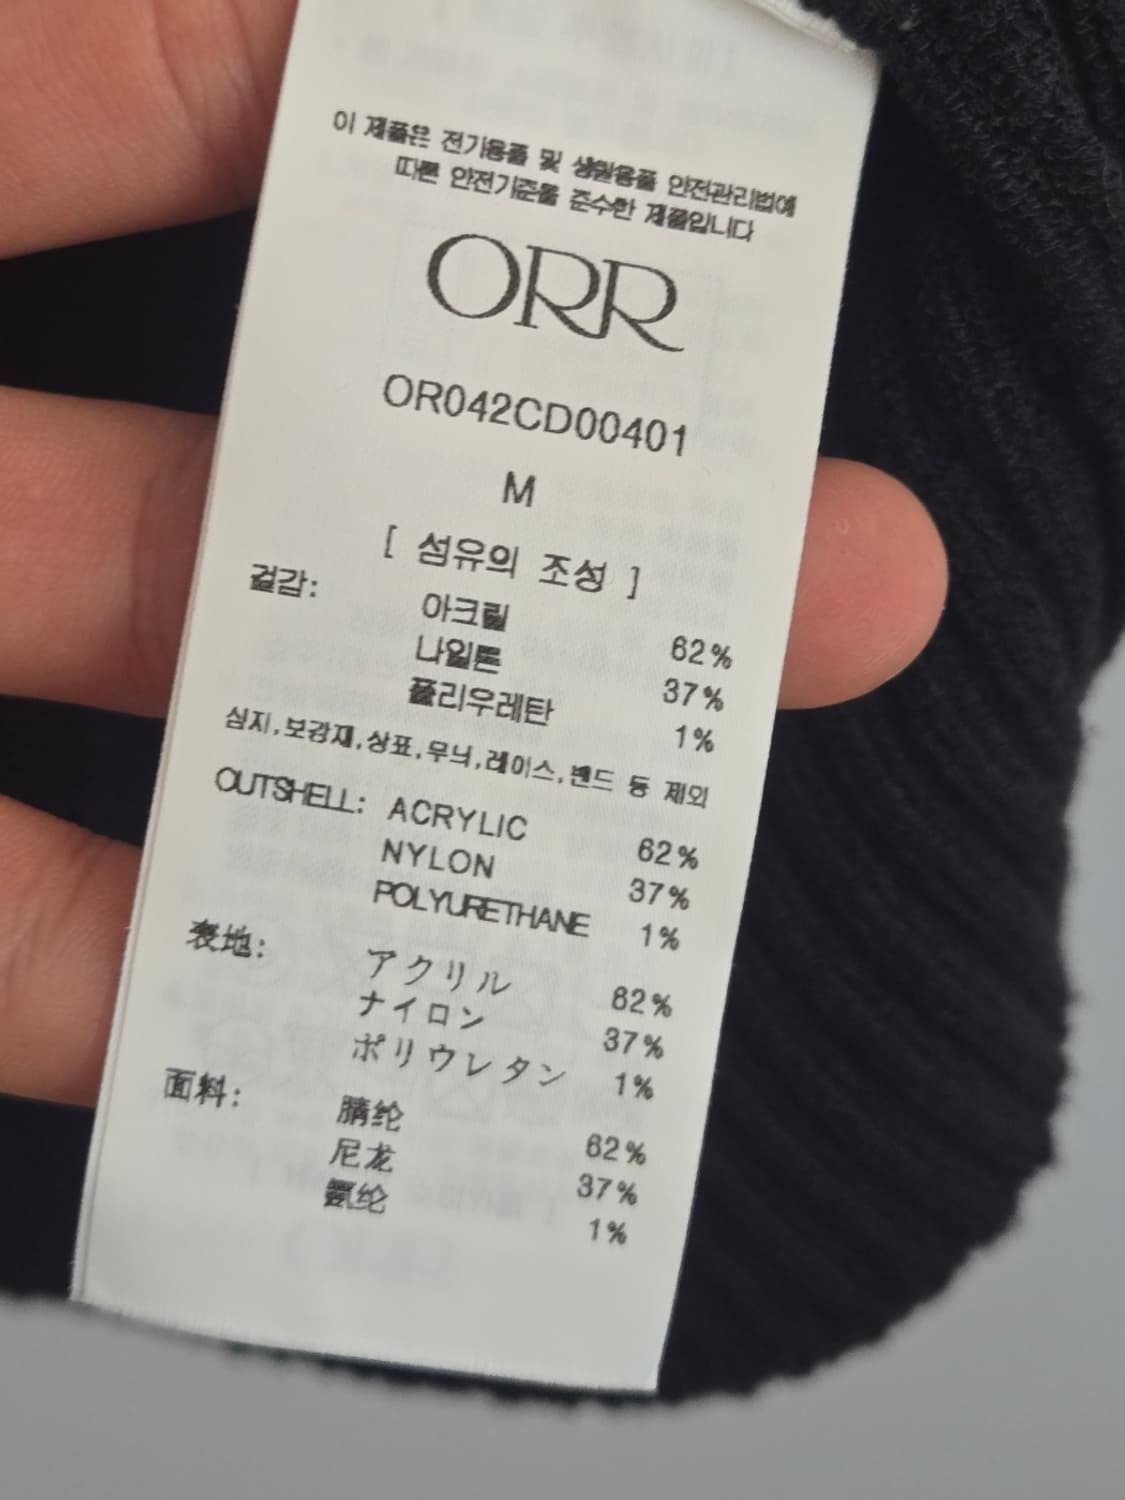 이 제품은 전기용품 및 생활용품 안전관리법에
따른 안전기준을 준수한 제품입니다
ORR
OR042CD00401
M
[ 섬유의 조성 ]
겉감:
아크릴 62%
나일론 37%
폴리우레탄 1%
심지,보강재,상표,무늬,레이스,밴드 등 제외
OUTSHELL: ACRYLIC 62%
NYLON 37%
POLYURETHANE 1%
表地:
アクリル 62%
ナイロン 37%
ポリウレタン 1%
面料:
腈纶 62%
尼龙 37%
氨纶 1%